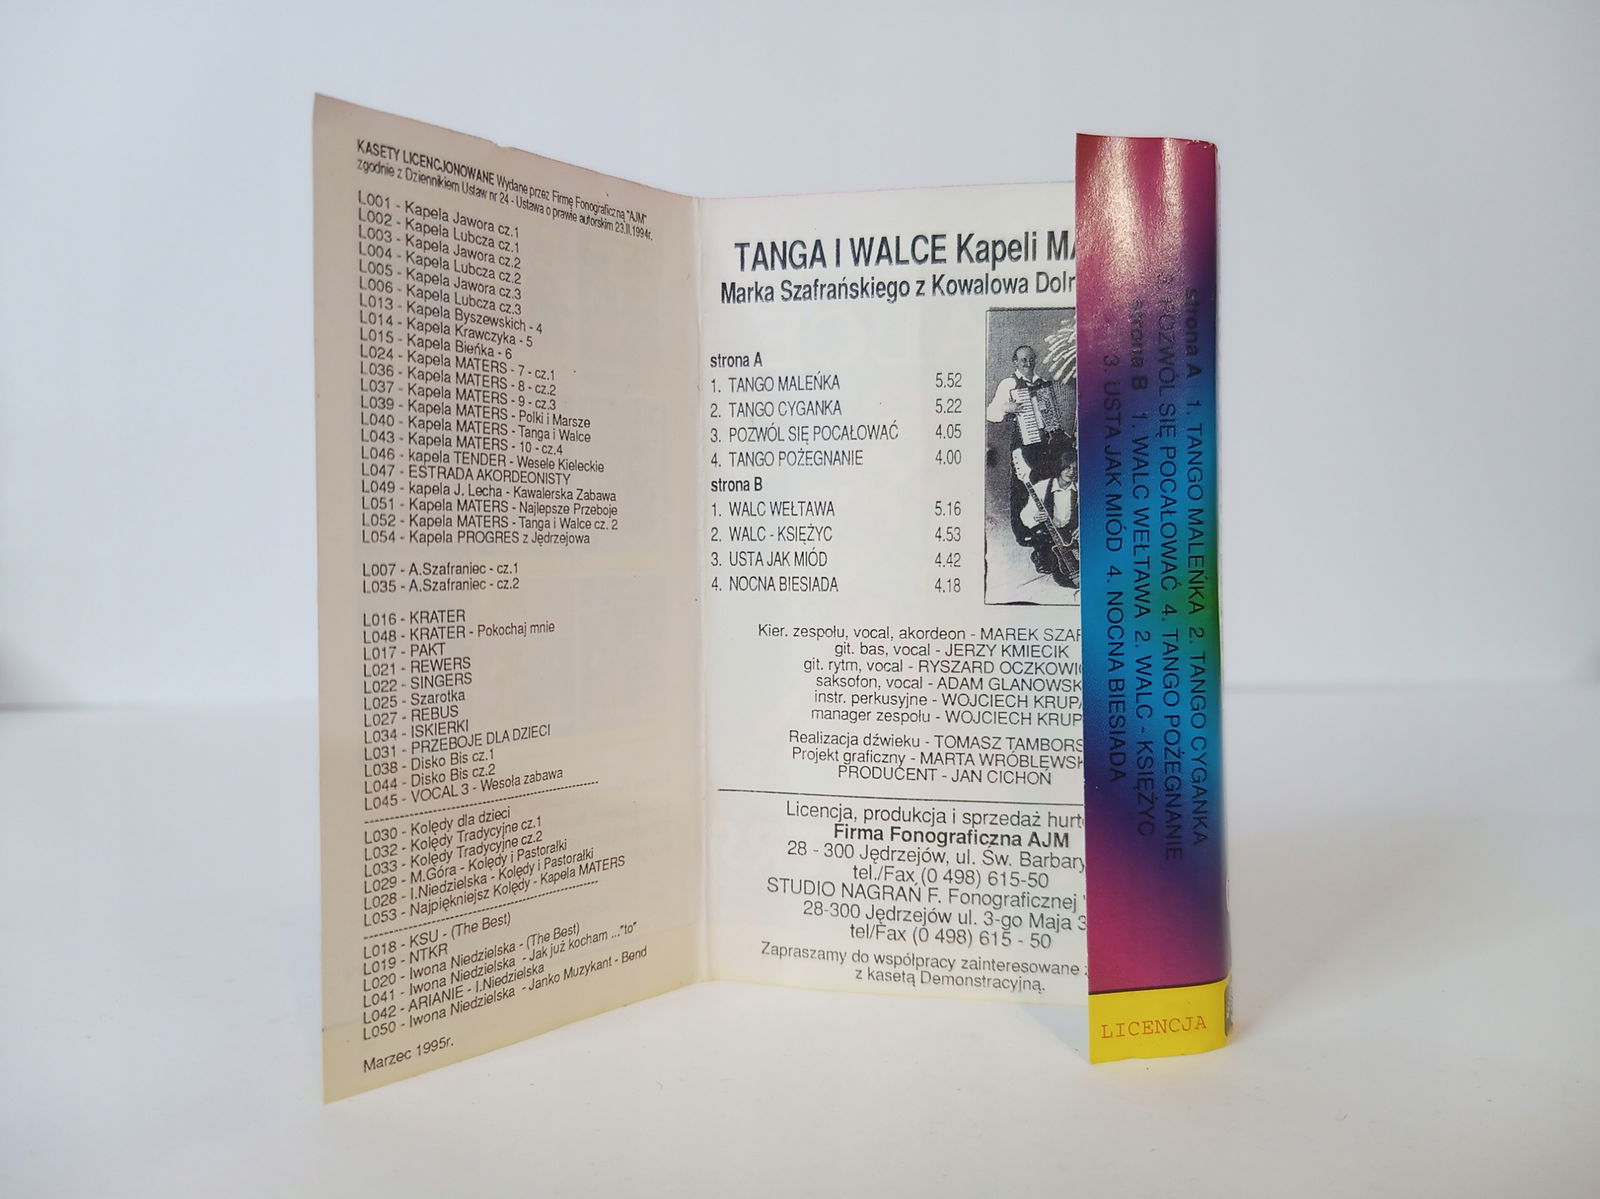 KASETY LICENCJONOWANE Wydane przez Firmę Fonograficzną "AJM"
zgodnie z Dziennikiem Ustaw nr 24 - Ustawa o prawie autorskim 23.II.1994r.
L001 - Kapela Jawora cz.1
L002 - Kapela Lubcza cz.1
L003 - Kapela Jawora cz.2
L004 - Kapela Lubcza cz.2
L005 - Kapela Jawora cz.3
L006 - Kapela Lubcza cz.3
L013 - Kapela Byszewskich - 4
L014 - Kapela Krawczyka - 5
L015 - Kapela Bieńka - 6
L024 - Kapela MATERS - 7 - cz.1
L036 - Kapela MATERS - 8 - cz.2
L037 - Kapela MATERS - 9 - cz.3
L039 - Kapela MATERS - Polki i Marsze
L040 - Kapela MATERS - Tanga i Walce
L043 - Kapela MATERS - 10 - cz.4
L046 - kapela TENDER - Wesele Kieleckie
L047 - ESTRADA AKORDEONISTY
L049 - kapela J. Lecha - Kawalerska Zabawa
L051 - Kapela MATERS - Najlepsze Przeboje
L052 - Kapela MATERS - Tanga i Walce cz. 2
L054 - Kapela PROGRES z Jędrzejowa
L007 - A.Szafraniec - cz.1
L035 - A.Szafraniec - cz.2
L016 - KRATER
L048 - KRATER - Pokochaj mnie
L017 - PAKT
L021 - REWERS
L022 - SINGERS
L025 - Szarotka
L027 - REBUS
L034 - ISKIERKI
L031 - PRZEBOJE DLA DZIECI
L038 - Disko Bis cz.1
L044 - Disko Bis cz.2
L045 - VOCAL 3 - Wesoła zabawa
L030 - Kolędy dla dzieci
L032 - Kolędy Tradycyjne cz.1
L033 - Kolędy Tradycyjne cz.2
L029 - M.Góra - Kolędy i Pastorałki
L028 - I.Niedzielska - Kolędy i Pastorałki
L053 - Najpiękniejsz Kolędy - Kapela MATERS
L018 - KSU - (The Best)
L019 - NTKR
L020 - Iwona Niedzielska - (The Best)
L041 - Iwona Niedzielska - Jak już kocham ..."to"
L042 - ARIANIE - I.Niedzielska
L050 - Iwona Niedzielska - Janko Muzykant - Bend
Marzec 1995r.
TANGA I WALCE Kapeli MA
Marka Szafrańskiego z Kowalowa Doln
strona A
1. TANGO MALEŃKA 5.52
2. TANGO CYGANKA 5.22
3. POZWÓL SIĘ POCAŁOWAĆ 4.05
4. TANGO POŻEGNANIE 4.00
strona B
1. WALC WEŁTAWA 5.16
2. WALC - KSIĘŻYC 4.53
3. USTA JAK MIÓD 4.42
4. NOCNA BIESIADA 4.18
Kier. zespołu, vocal, akordeon - MAREK SZAF
git. bas, vocal - JERZY KMIECIK
git. rytm, vocal - RYSZARD OCZKOWI
saksofon, vocal - ADAM GLANOWSK
instr. perkusyjne - WOJCIECH KRUPA
manager zespołu - WOJCIECH KRUP
Realizacja dźwieku - TOMASZ TAMBORS
Projekt graficzny - MARTA WRÓBLEWSK
PRODUCENT - JAN CICHOŃ
Licencja, produkcja i sprzedaż hurt
Firma Fonograficzna AJM
28 - 300 Jędrzejów, ul. Św. Barbary
tel./Fax (0 498) 615-50
STUDIO NAGRAŃ F. Fonograficznej
28-300 Jędrzejów ul. 3-go Maja 3
tel/Fax (0 498) 615 - 50
Zapraszamy do współpracy zainteresowane
z kasetą Demonstracyjną.
strona A 1. TANGO MALEŃKA 2. TANGO CYGANKA
3. POZWÓL SIĘ POCAŁOWAĆ 4. TANGO POŻEGNANIE
strona B 1. WALC WEŁTAWA 2. WALC - KSIĘŻYC
3. USTA JAK MIÓD 4. NOCNA BIESIADA
LICENCJA